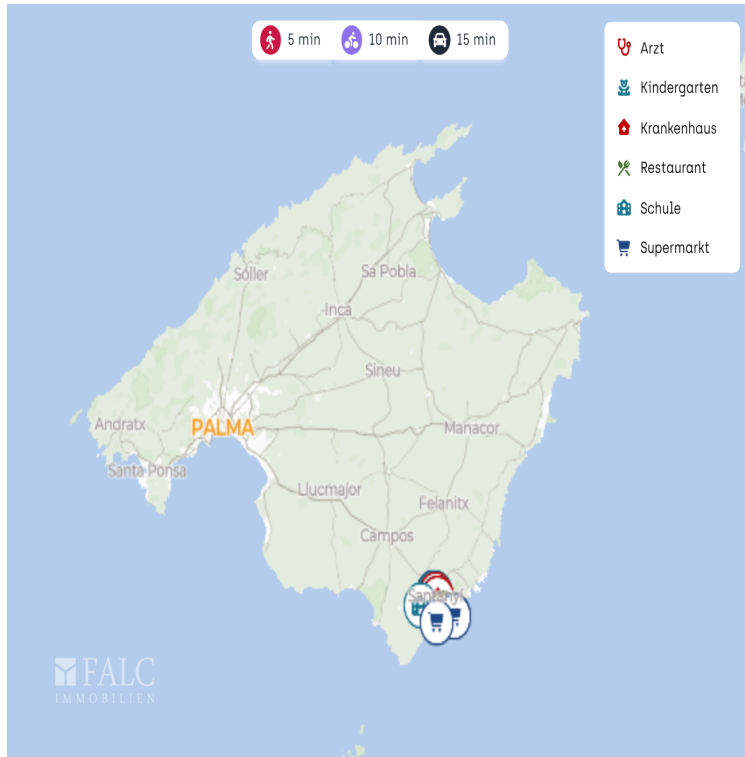 5 min
10 min
15 min
Arzt
Kindergarten
Krankenhaus
Restaurant
Schule
Supermarkt
Sóller
Sa Pobla
Inca
Sineu
Andratx
PALMA
Manacor
Santa Ponsa
Llucmajor
Felanitx
Campos
Santanyí
FALC
IMMOBILIEN